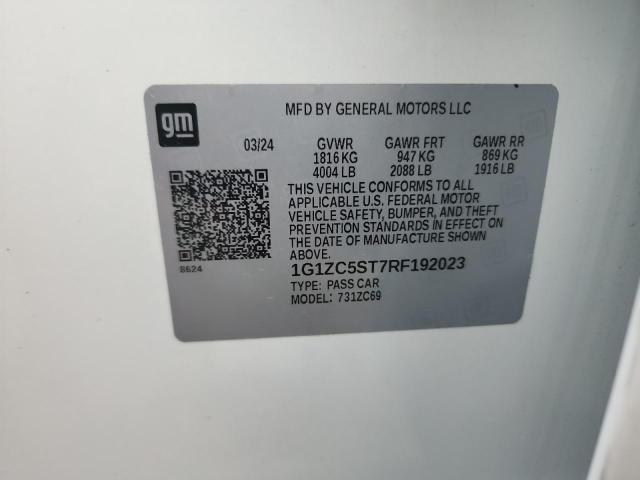 gm
MFD BY GENERAL MOTORS LLC
03/24 GVWR GAWR FRT GAWR RR
1816 KG 947 KG 869 KG
4004 LB 2088 LB 1916 LB
THIS VEHICLE CONFORMS TO ALL
APPLICABLE U.S. FEDERAL MOTOR
VEHICLE SAFETY, BUMPER, AND THEFT
PREVENTION STANDARDS IN EFFECT ON
THE DATE OF MANUFACTURE SHOWN
ABOVE.
8624
1G1ZC5ST7RF192023
TYPE: PASS CAR
MODEL: 731ZC69